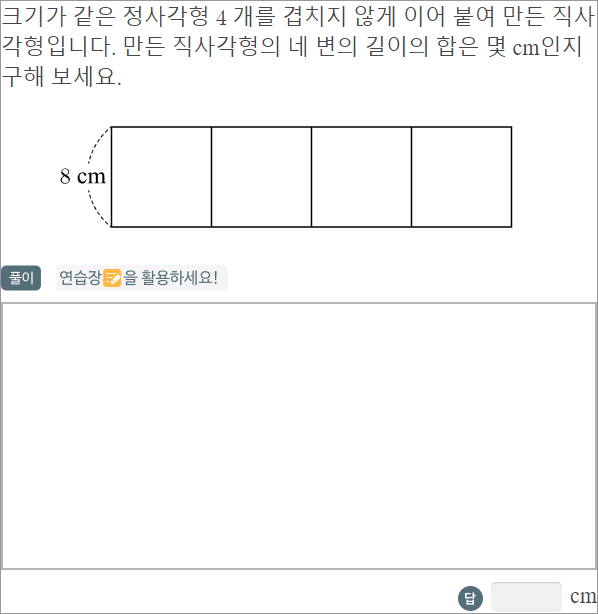 크기가 같은 정사각형 4 개를 겹치지 않게 이어 붙여 만든 직사
각형입니다. 만든 직사각형의 네 변의 길이의 합은 몇 cm인지
구해 보세요.
8 cm
풀이 연습장📝을 활용하세요!
답 cm